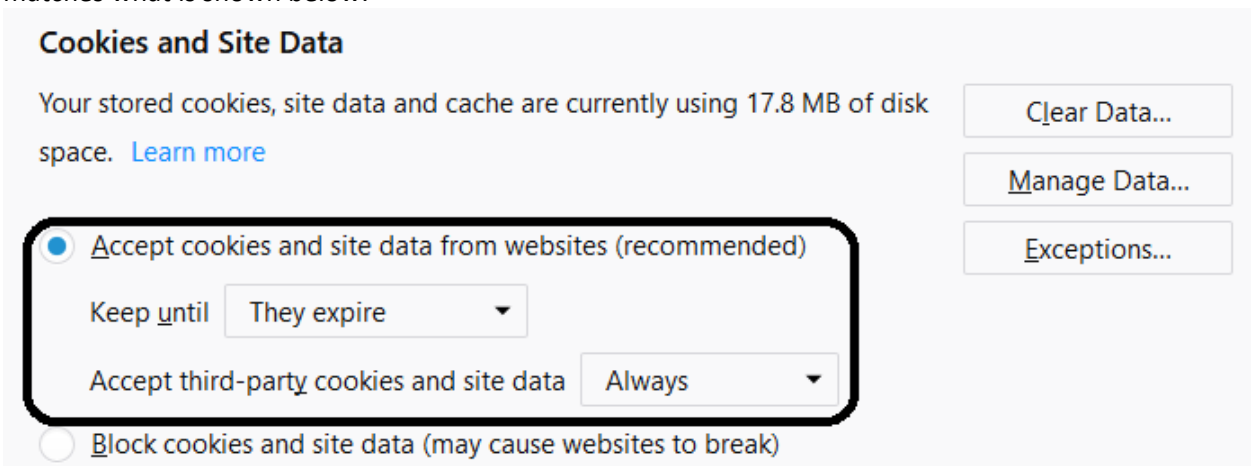 Cookies and Site Data
Your stored cookies, site data and cache are currently using 17.8 MB of disk
space. Learn more
Clear Data...
Manage Data...
Exceptions...
Accept cookies and site data from websites (recommended)
Keep until They expire
Accept third-party cookies and site data Always
Block cookies and site data (may cause websites to break)